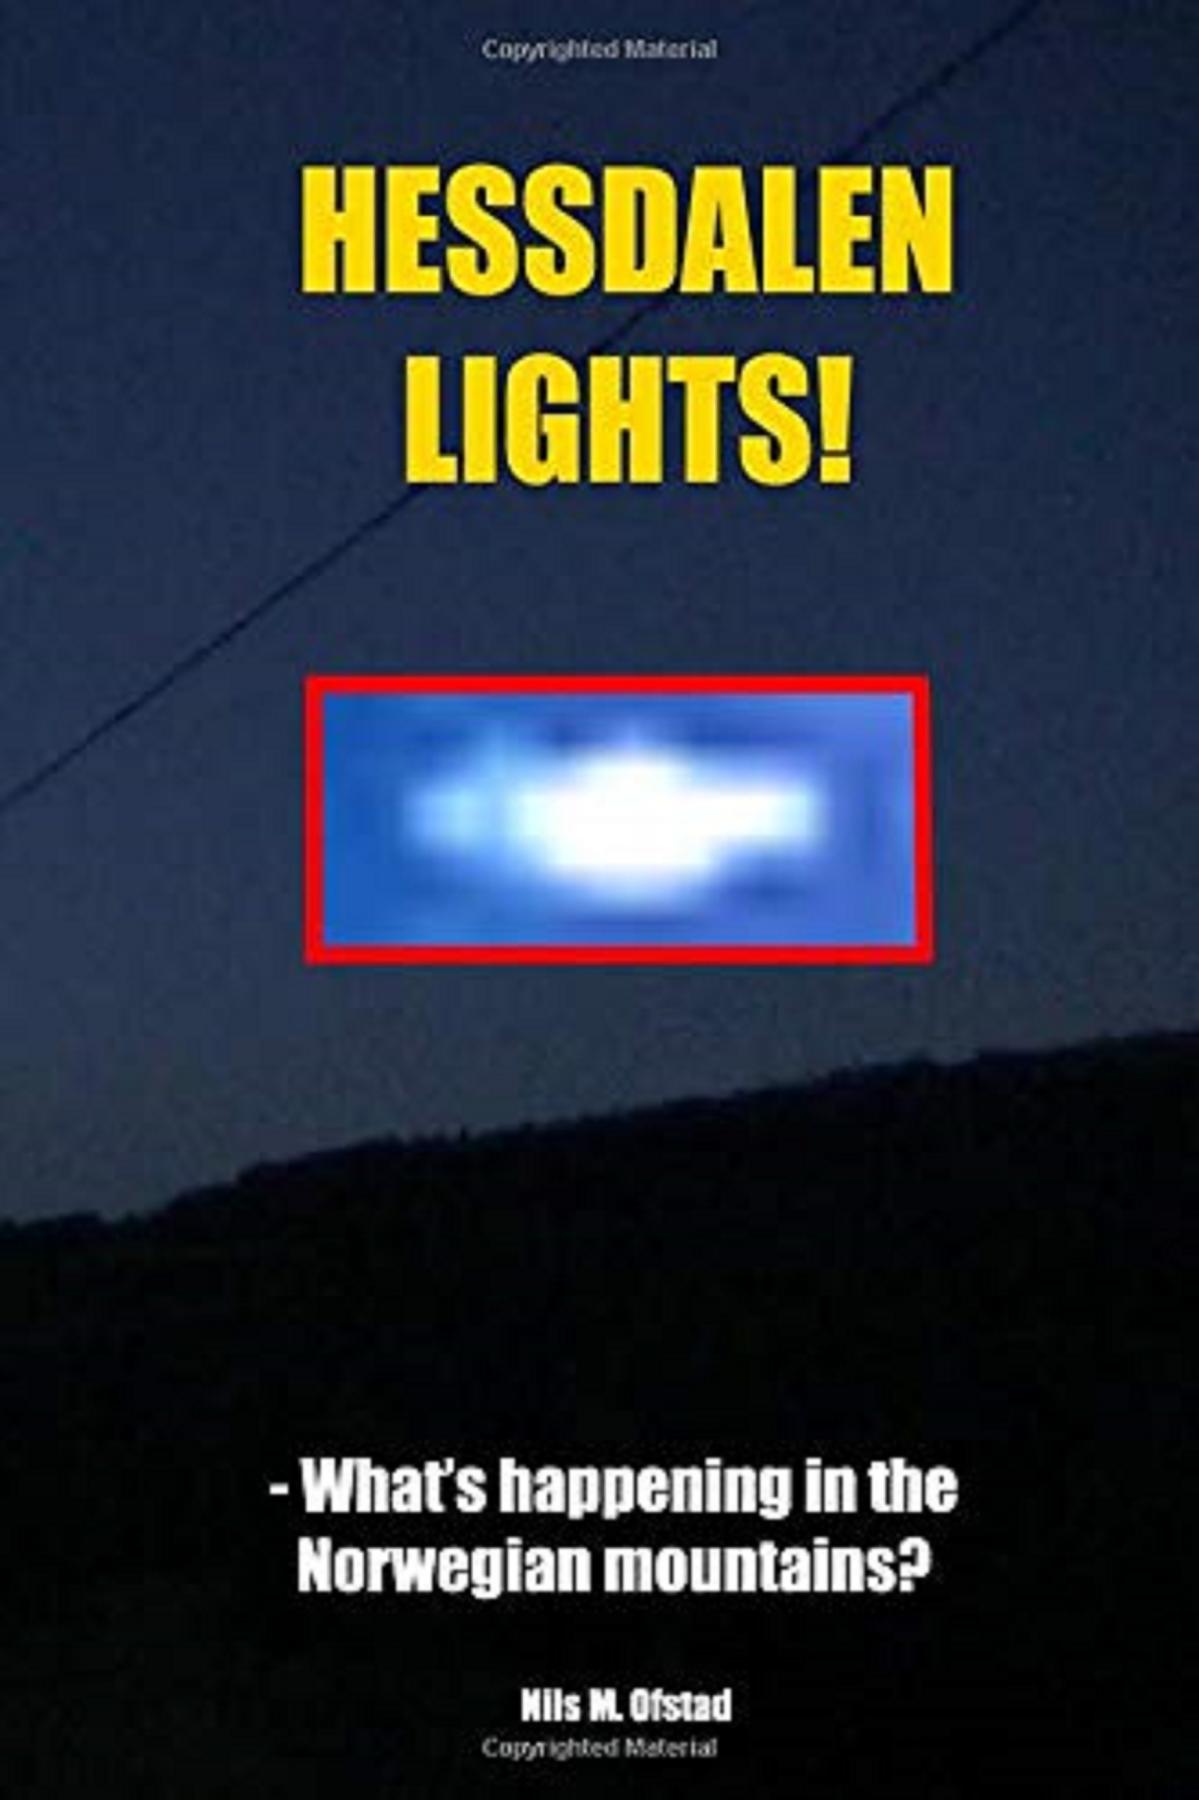 Copyrighted Material
HESSDALEN
LIGHTS!
- What's happening in the
Norwegian mountains?
Nils M. Ofstad
Copyrighted Material